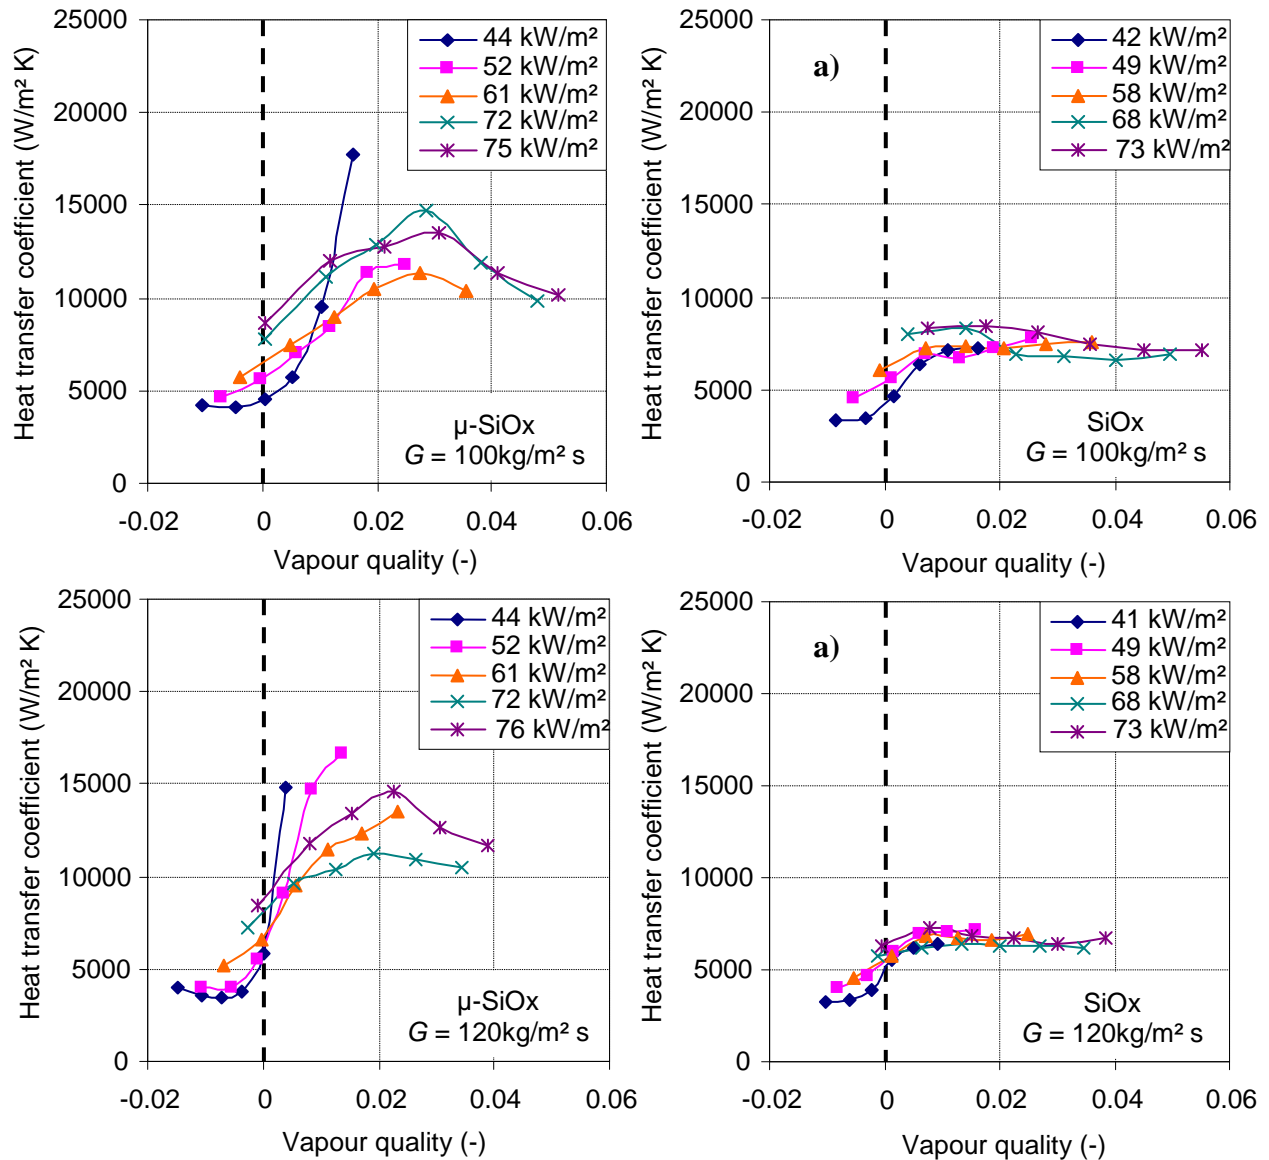 25000
20000
15000
10000
5000
0
Heat transfer coefficient (W/m² K)
44 kW/m²
52 kW/m²
61 kW/m²
72 kW/m²
75 kW/m²
µ-SiOx
G = 100kg/m² s
-0.02
0
0.02
0.04
0.06
Vapour quality (-)
25000
20000
15000
10000
5000
0
Heat transfer coefficient (W/m² K)
a)
42 kW/m²
49 kW/m²
58 kW/m²
68 kW/m²
73 kW/m²
SiOx
G = 100kg/m² s
-0.02
0
0.02
0.04
0.06
Vapour quality (-)
25000
20000
15000
10000
5000
0
Heat transfer coefficient (W/m² K)
44 kW/m²
52 kW/m²
61 kW/m²
72 kW/m²
76 kW/m²
µ-SiOx
G = 120kg/m² s
-0.02
0
0.02
0.04
0.06
Vapour quality (-)
25000
20000
15000
10000
5000
0
Heat transfer coefficient (W/m² K)
a)
41 kW/m²
49 kW/m²
58 kW/m²
68 kW/m²
73 kW/m²
SiOx
G = 120kg/m² s
-0.02
0
0.02
0.04
0.06
Vapour quality (-)